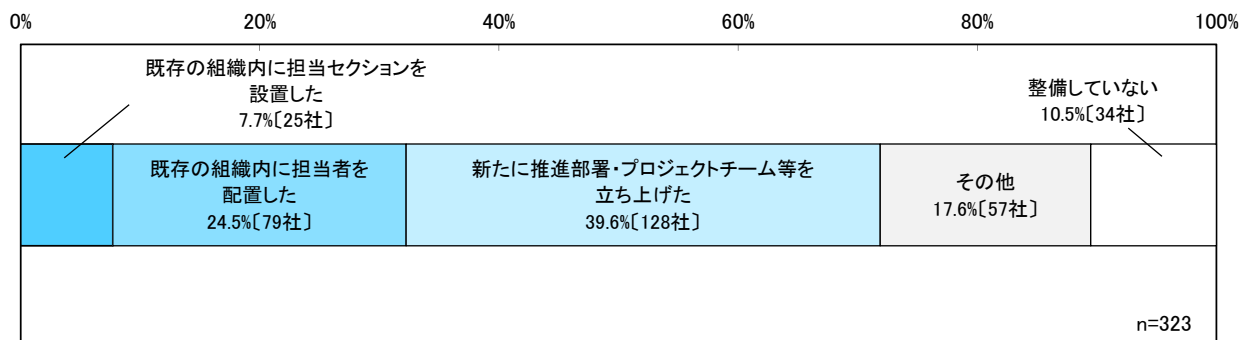 0%
20%
40%
60%
80%
100%
既存の組織内に担当セクションを
設置した
7.7%〔25社〕
整備していない
10.5%〔34社〕
既存の組織内に担当者を
配置した
24.5%〔79社〕
新たに推進部署・プロジェクトチーム等を
立ち上げた
39.6%〔128社〕
その他
17.6%〔57社〕
n=323